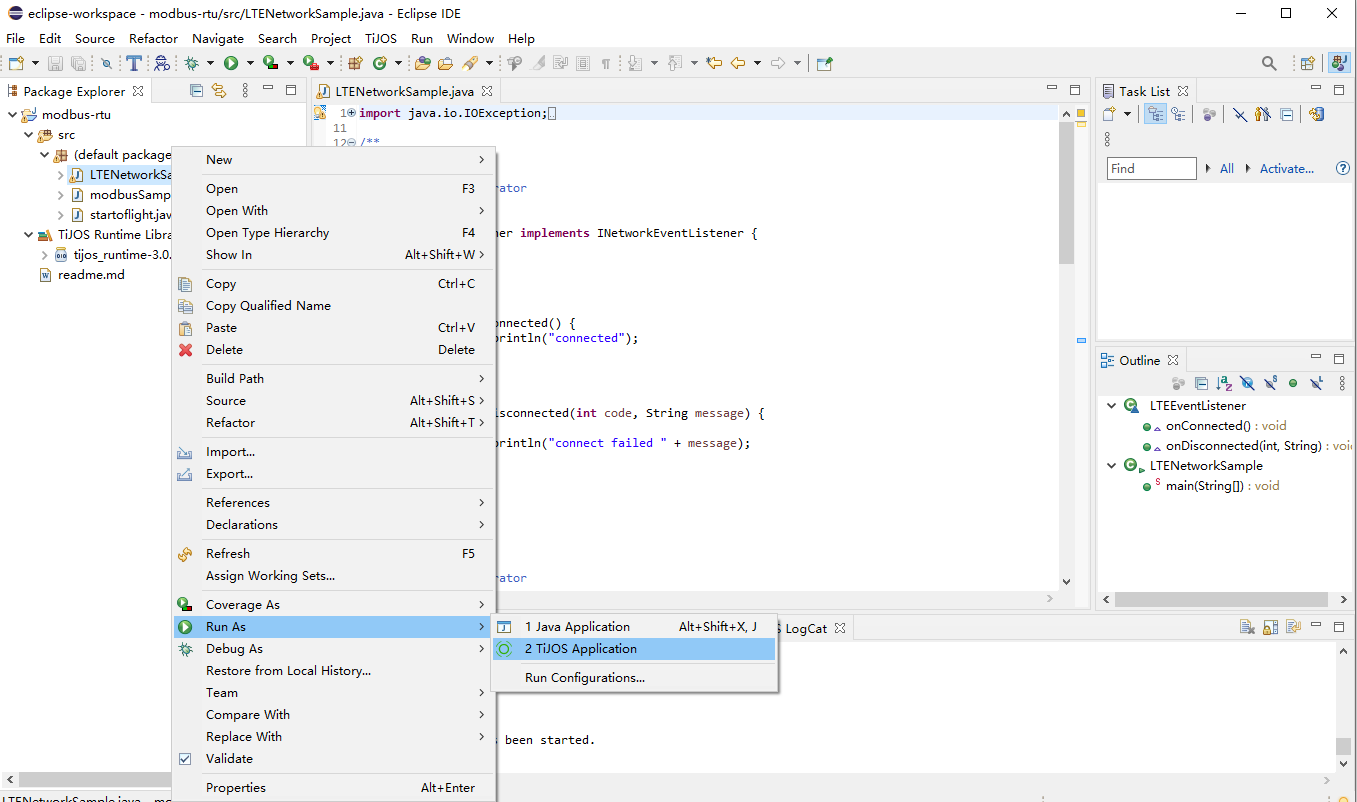 eclipse-workspace - modbus-rtu/src/LTENetworkSample.java - Eclipse IDE
File Edit Source Refactor Navigate Search Project TiJOS Run Window Help
Package Explorer
modbus-rtu
src
(default package
LTENetworkSa
modbusSamp
startoflight.jav
TiJOS Runtime Libra
tijos_runtime-3.0.
readme.md
LTENetworkSample.java
1 import java.io.IOException;
11
12 /**
rator
ner implements INetworkEventListener {
nnected() {
println("connected");
isconnected(int code, String message) {
println("connect failed " + message);
rator
New
Open F3
Open With
Open Type Hierarchy F4
Show In Alt+Shift+W
Copy Ctrl+C
Copy Qualified Name
Paste Ctrl+V
Delete Delete
Build Path
Source Alt+Shift+S
Refactor Alt+Shift+T
Import...
Export...
References
Declarations
Refresh F5
Assign Working Sets...
Coverage As
Run As
Debug As
Restore from Local History...
Team
Compare With
Replace With
Validate
Properties Alt+Enter
1 Java Application Alt+Shift+X, J
2 TiJOS Application
Run Configurations...
LogCat
s been started.
Task List
Find All Activate...
Outline
LTEEventListener
onConnected() : void
onDisconnected(int, String) : voi
LTENetworkSample
main(String[]) : void
LTENetworkSample.java - mo